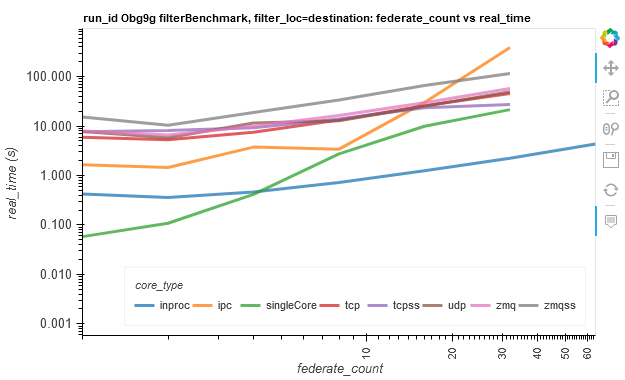 run_id Obg9g filterBenchmark, filter_loc=destination: federate_count vs real_time
100.000
10.000
1.000
0.100
0.010
0.001
real_time (s)
core_type
inproc ipc singleCore tcp tcpss udp zmq zmqss
10 20 30 40 50 60
federate_count